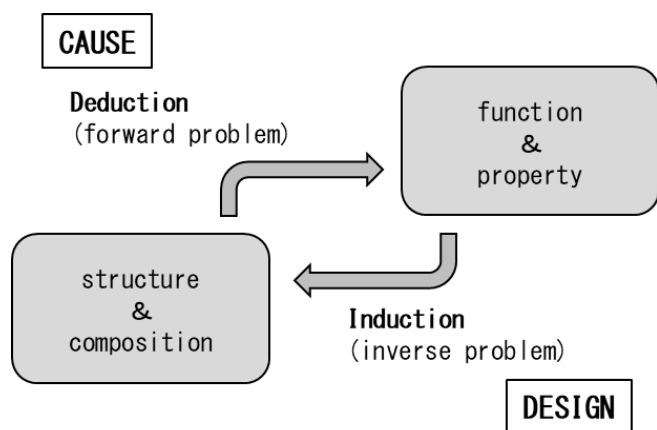 CAUSE
Deduction
(forward problem)
function
&
property
structure
&
composition
Induction
(inverse problem)
DESIGN